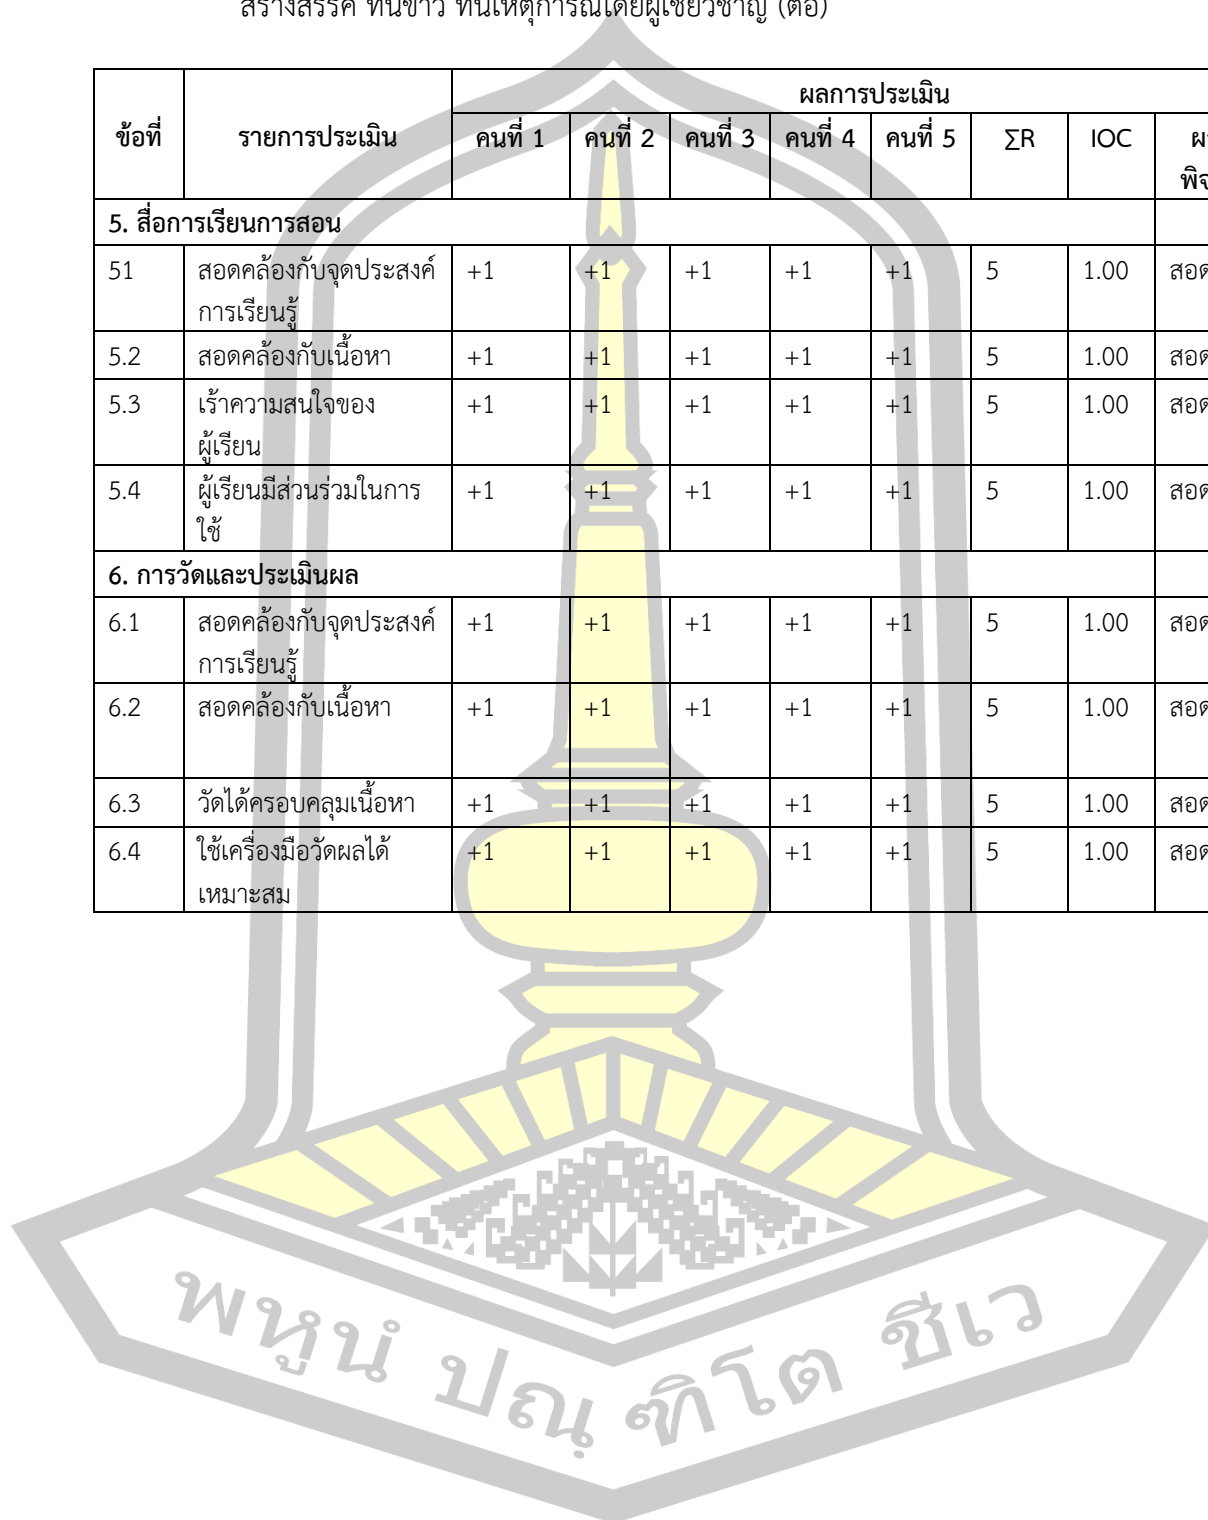 สร้างสรรค์ ทันข่าว ทันเหตุการณ์โดยผู้เชี่ยวชาญ (ต่อ)
ข้อที่ รายการประเมิน ผลการประเมิน
คนที่ 1 คนที่ 2 คนที่ 3 คนที่ 4 คนที่ 5 ΣR IOC
5. สื่อการเรียนการสอน
51 สอดคล้องกับจุดประสงค์ +1 +1 +1 +1 +1 5 1.00
การเรียนรู้
5.2 สอดคล้องกับเนื้อหา +1 +1 +1 +1 +1 5 1.00
5.3 เร้าความสนใจของ +1 +1 +1 +1 +1 5 1.00
ผู้เรียน
5.4 ผู้เรียนมีส่วนร่วมในการ +1 +1 +1 +1 +1 5 1.00
ใช้
6. การวัดและประเมินผล
6.1 สอดคล้องกับจุดประสงค์ +1 +1 +1 +1 +1 5 1.00
การเรียนรู้
6.2 สอดคล้องกับเนื้อหา +1 +1 +1 +1 +1 5 1.00
6.3 วัดได้ครอบคลุมเนื้อหา +1 +1 +1 +1 +1 5 1.00
6.4 ใช้เครื่องมือวัดผลได้ +1 +1 +1 +1 +1 5 1.00
เหมาะสม
พหูนํ ปณฺฑิโต ชีเว